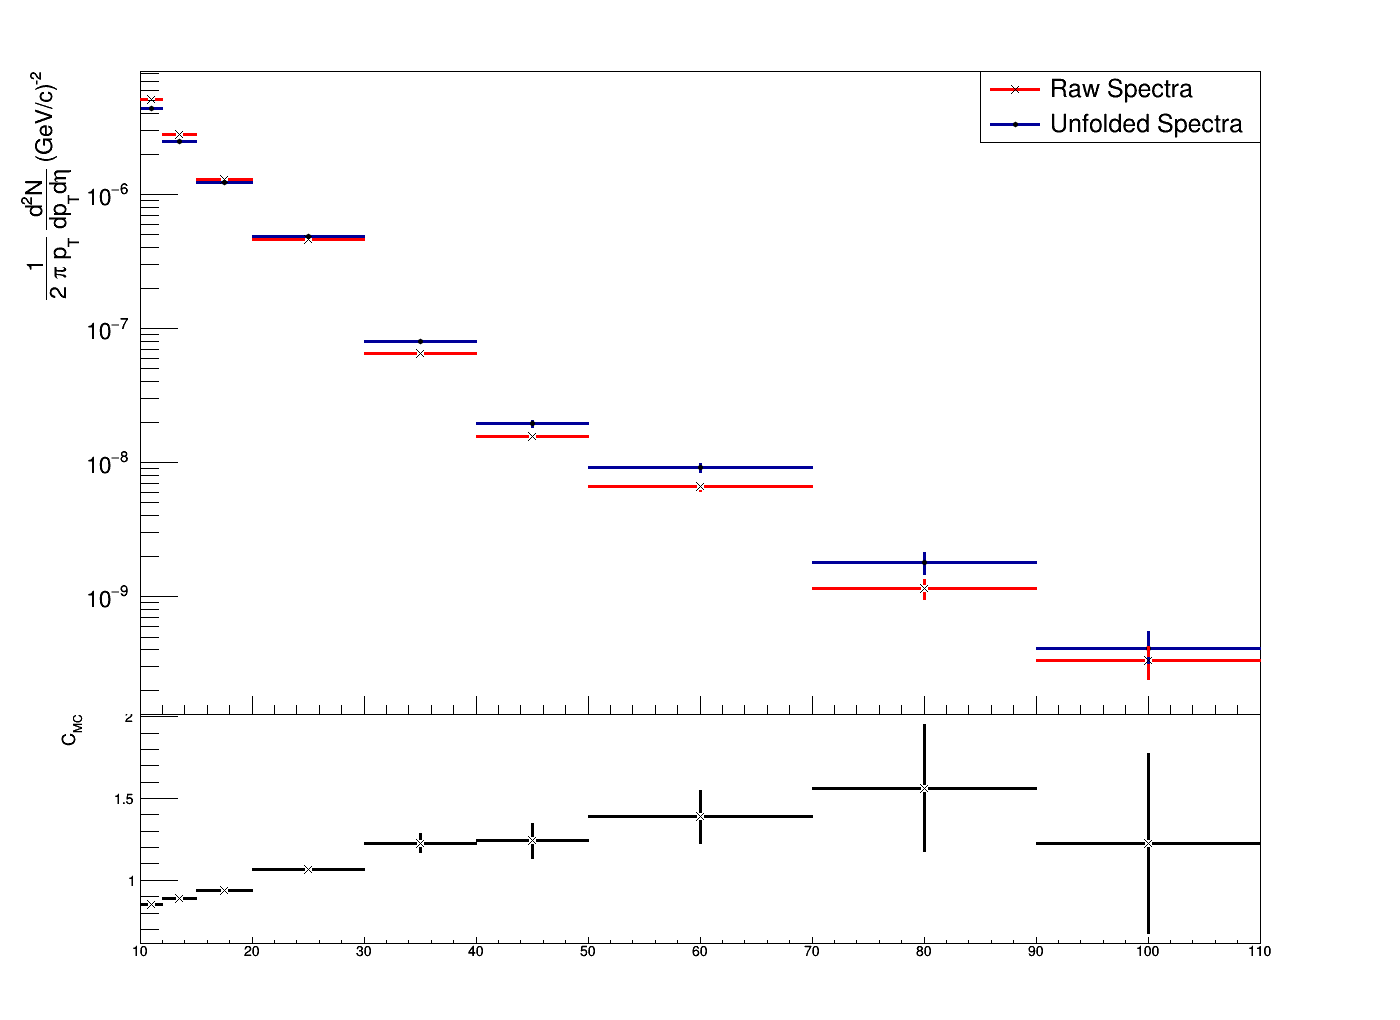 Raw Spectra
Unfolded Spectra
1/(2 π p_T) d²N/(dp_T dη) (GeV/c)⁻²
10⁻⁶
10⁻⁷
10⁻⁸
10⁻⁹
C_MC
2
1.5
1
10 20 30 40 50 60 70 80 90 100 110